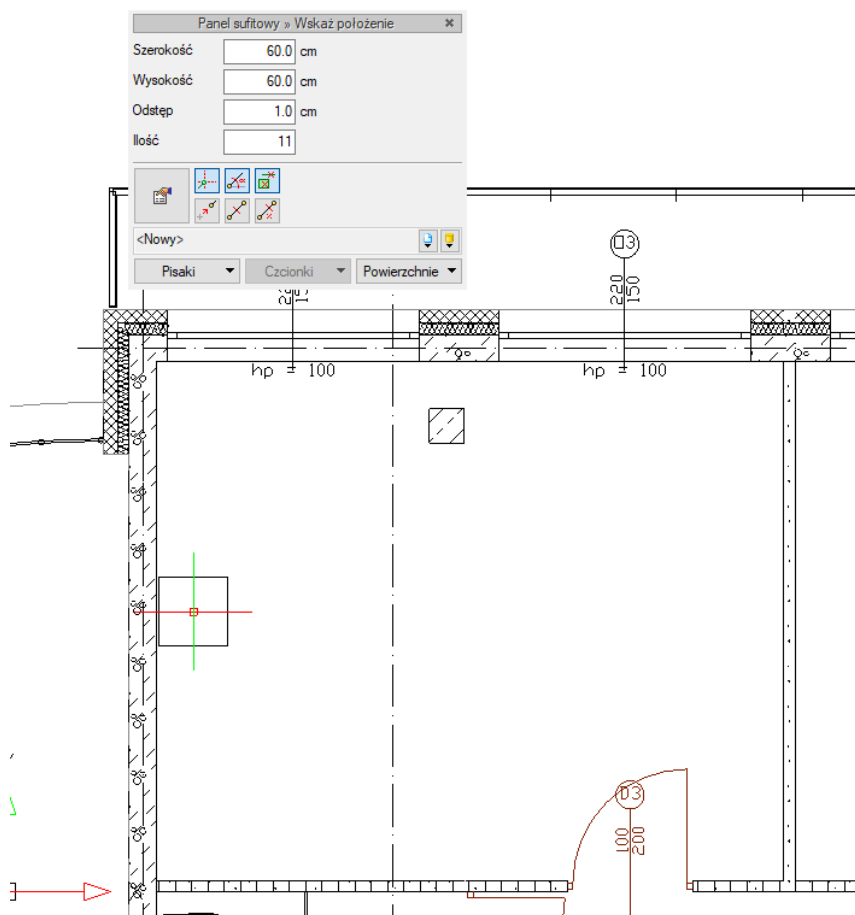 Panel sufitowy » Wskaż położenie
Szerokość 60.0 cm
Wysokość 60.0 cm
Odstęp 1.0 cm
Ilość 11
<Nowy>
Pisaki Czcionki Powierzchnie
O3
220
150
hp = 100
hp = 100
D3
100
200